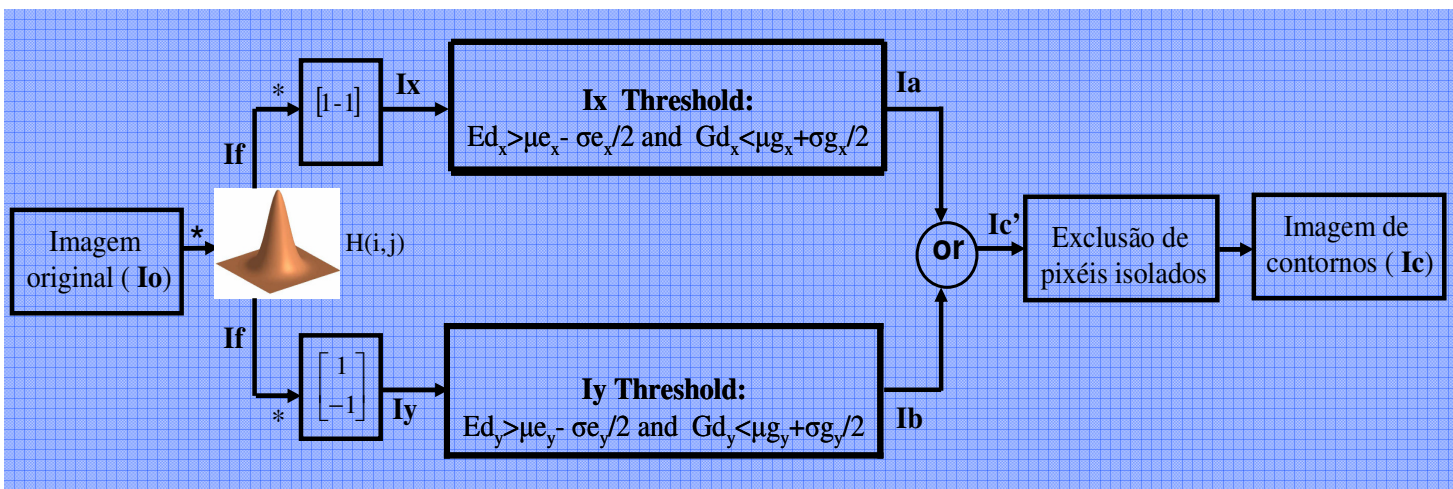 Imagem
original ( Io)
*
H(i,j)
If
*
[1-1]
Ix
Ix Threshold:
Edx>μex- σex/2 and Gdx<μgx+σgx/2
Ia
If
*
[1
-1]
Iy
Iy Threshold:
Edy>μey- σey/2 and Gdy<μgy+σgy/2
Ib
or
Ic’
Exclusão de
pixéis isolados
Imagem de
contornos ( Ic)